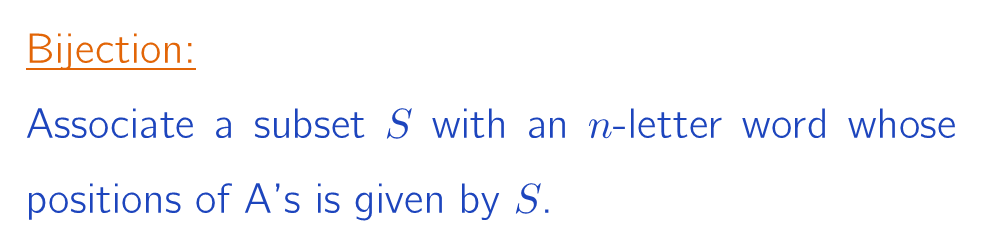 Bijection:
Associate a subset S with an n-letter word whose
positions of A's is given by S.